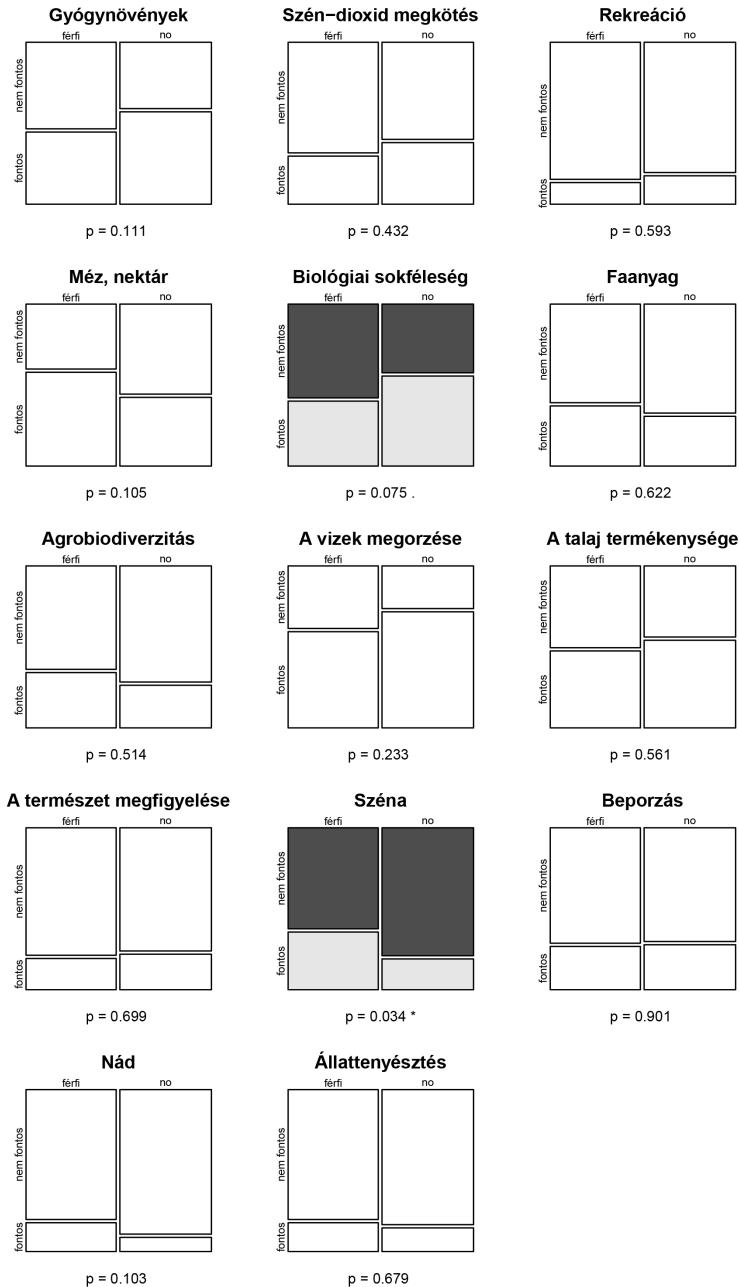 Gyógynövények
férfi no
nem fontos
fontos
p = 0.111
Szén−dioxid megkötés
férfi no
nem fontos
fontos
p = 0.432
Rekreáció
férfi no
nem fontos
fontos
p = 0.593
Méz, nektár
férfi no
nem fontos
fontos
p = 0.105
Biológiai sokféleség
férfi no
nem fontos
fontos
p = 0.075 .
Faanyag
férfi no
nem fontos
fontos
p = 0.622
Agrobiodiverzitás
férfi no
nem fontos
fontos
p = 0.514
A vizek megorzése
férfi no
nem fontos
fontos
p = 0.233
A talaj termékenysége
férfi no
nem fontos
fontos
p = 0.561
A természet megfigyelése
férfi no
nem fontos
fontos
p = 0.699
Széna
férfi no
nem fontos
fontos
p = 0.034 *
Beporzás
férfi no
nem fontos
fontos
p = 0.901
Nád
férfi no
nem fontos
fontos
p = 0.103
Állattenyésztés
férfi no
nem fontos
fontos
p = 0.679